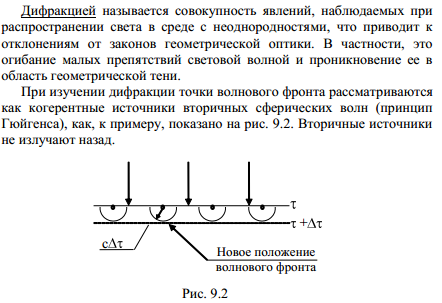 Дифракцией называется совокупность явлений, наблюдаемых при
распространении света в среде с неоднородностями, что приводит к
отклонениям от законов геометрической оптики. В частности, это
огибание малых препятствий световой волной и проникновение ее в
область геометрической тени.
При изучении дифракции точки волнового фронта рассматриваются
как когерентные источники вторичных сферических волн (принцип
Гюйгенса), как, к примеру, показано на рис. 9.2. Вторичные источники
не излучают назад.
τ
τ +Δτ
cΔτ
Новое положение
волнового фронта
Рис. 9.2